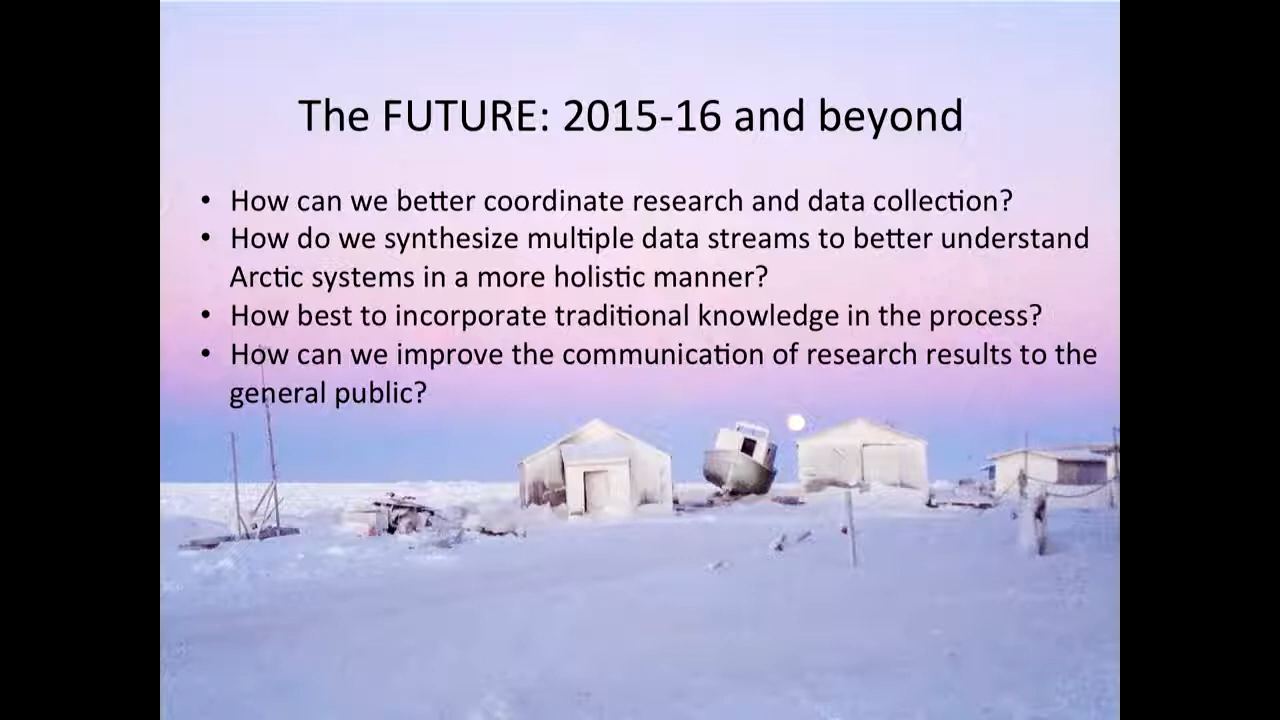 The FUTURE: 2015-16 and beyond
• How can we better coordinate research and data collection?
• How do we synthesize multiple data streams to better understand
Arctic systems in a more holistic manner?
• How best to incorporate traditional knowledge in the process?
• How can we improve the communication of research results to the
general public?